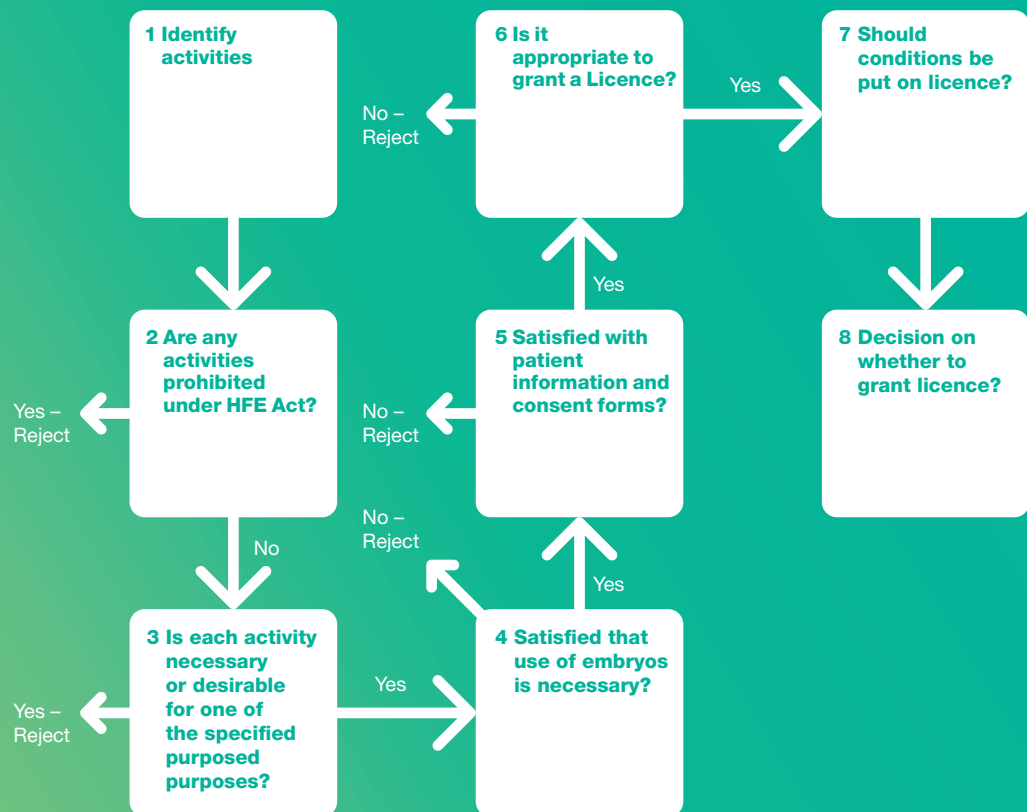 1 Identify
activities
2 Are any
activities
prohibited
under HFE Act?
Yes –
Reject
No
3 Is each activity
necessary
or desirable
for one of
the specified
purposed
purposes?
Yes –
Reject
Yes
4 Satisfied that
use of embryos
is necessary?
No –
Reject
Yes
5 Satisfied with
patient
information and
consent forms?
No –
Reject
Yes
6 Is it
appropriate to
grant a Licence?
No –
Reject
Yes
7 Should
conditions be
put on licence?
8 Decision on
whether to
grant licence?